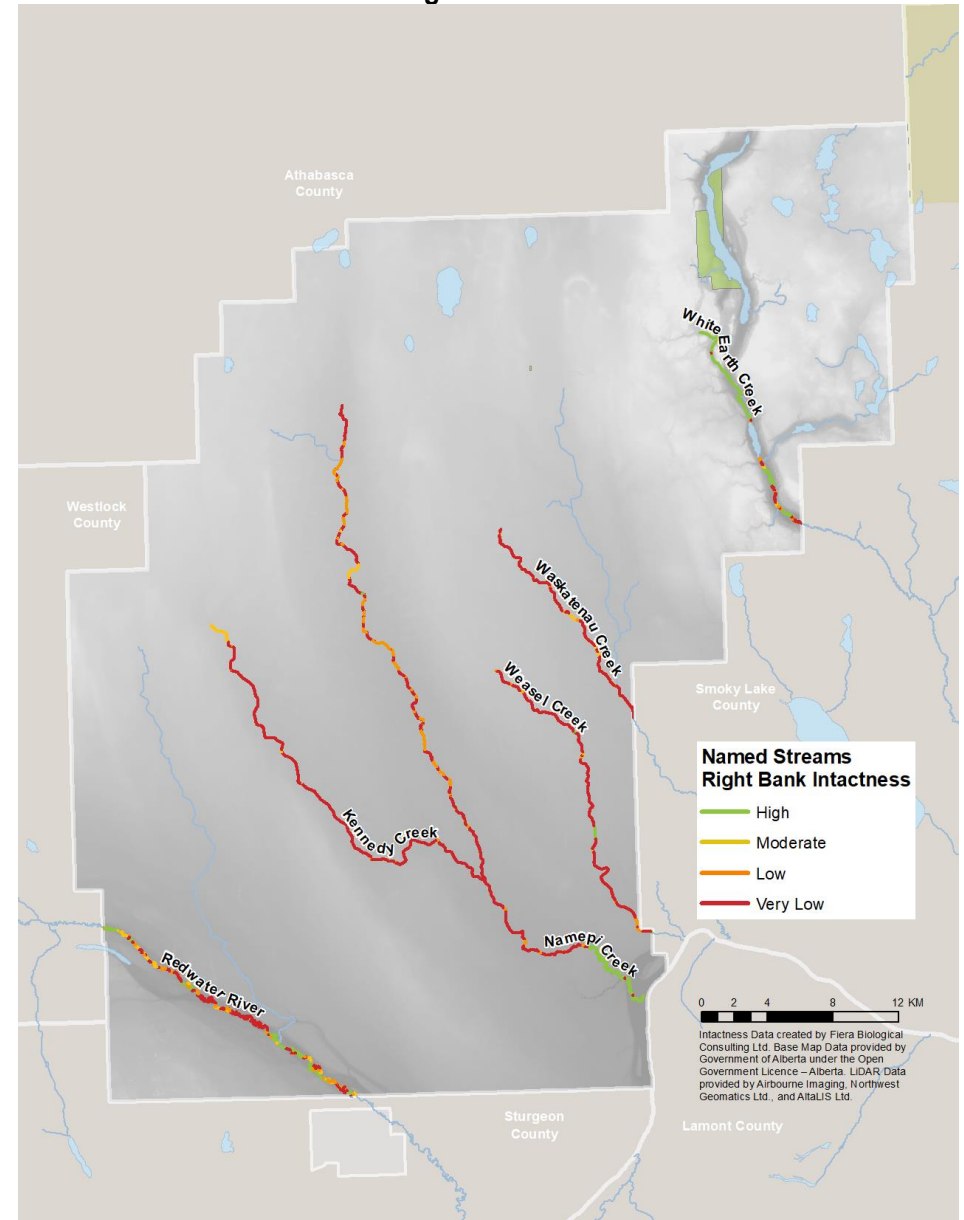 Athabasca
County
White Earth Creek
Westlock
County
Waskatenau Creek
Weasel Creek
Smoky Lake
County
Named Streams
Right Bank Intactness
High
Moderate
Low
Very Low
Kennedy Creek
Namepi Creek
Redwater River
0 2 4 8 12 KM
Intactness Data created by Fiera Biological
Consulting Ltd. Base Map Data provided by
Government of Alberta under the Open
Government Licence – Alberta. LiDAR Data
provided by Airbourne Imaging, Northwest
Geomatics Ltd., and AltaLIS Ltd.
Sturgeon
County
Lamont County